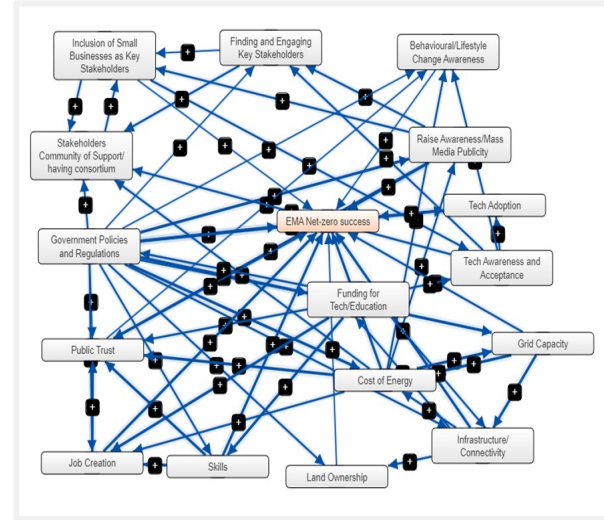 Inclusion of Small
Businesses as Key
Stakeholders
Finding and Engaging
Key Stakeholders
Behavioural/Lifestyle
Change Awareness
Stakeholders
Community of Support/
having consortium
Raise Awareness/Mass
Media Publicity
Tech Adoption
EMA Net-zero success
Government Policies
and Regulations
Tech Awareness and
Acceptance
Funding for
Tech/Education
Public Trust
Grid Capacity
Cost of Energy
Infrastructure/
Connectivity
Job Creation
Skills
Land Ownership